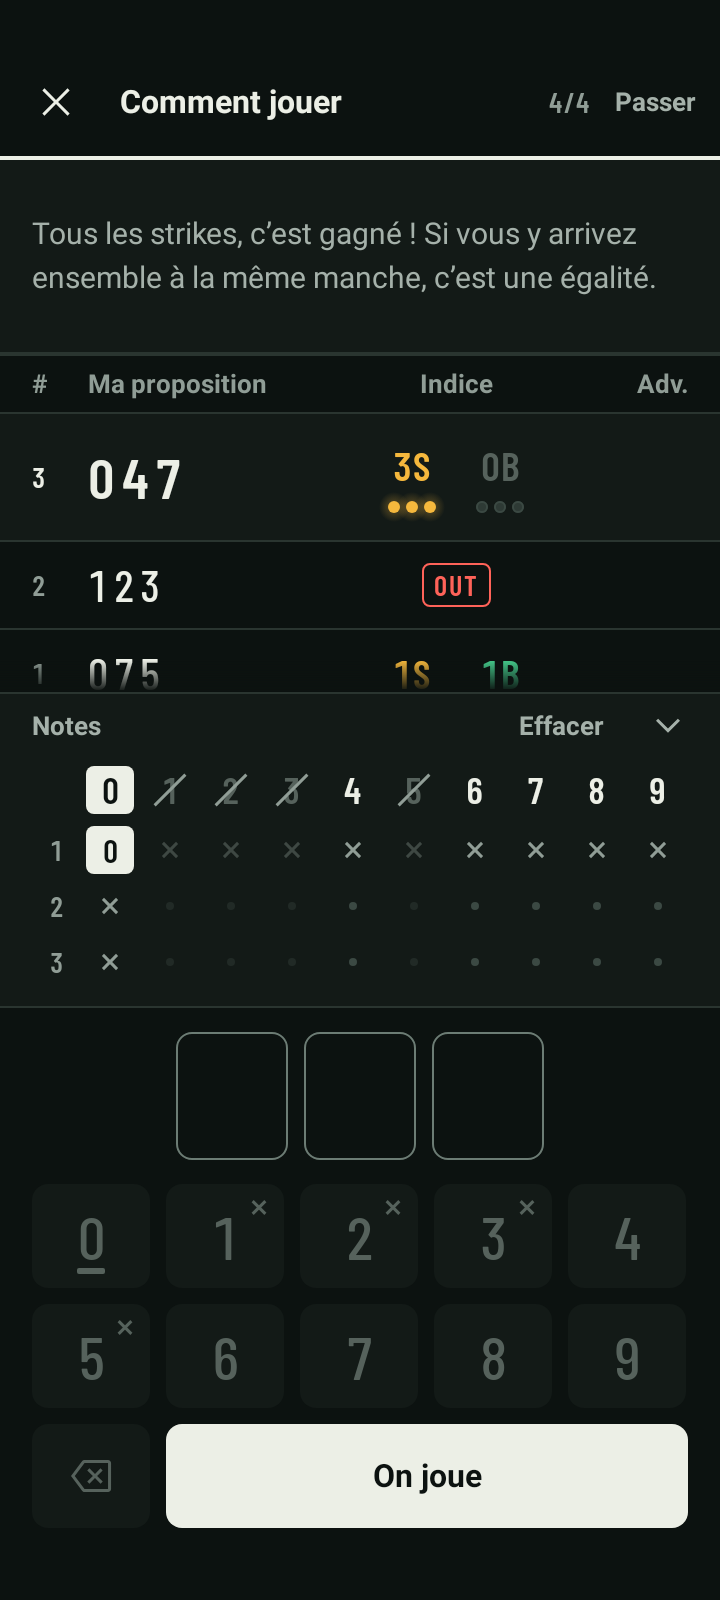 Comment jouer 4/4 Passer
Tous les strikes, c’est gagné ! Si vous y arrivez
ensemble à la même manche, c’est une égalité.
# Ma proposition Indice Adv.
3 047 3S 0B
2 123 OUT
1 075 1S 1B
Notes Effacer
0 1 2 3 4 5 6 7 8 9
1 0
2
3
0 1 2 3 4
5 6 7 8 9
On joue